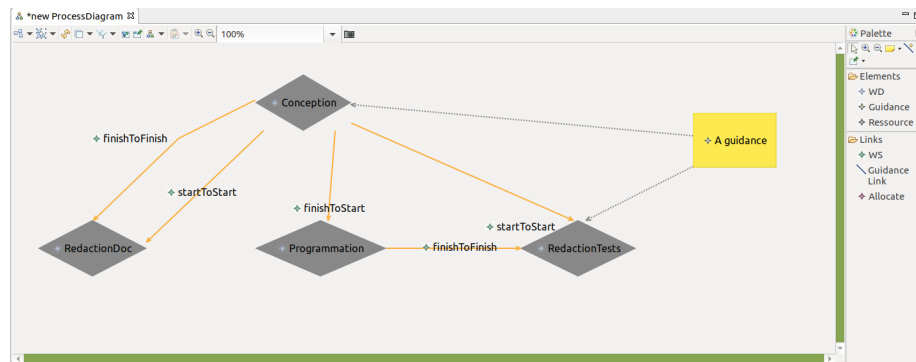 *new ProcessDiagram
100%
Palette
Elements
WD
Guidance
Ressource
Links
WS
Guidance
Link
Allocate
Conception
A guidance
finishToFinish
startToStart
finishToStart
startToStart
RedactionDoc
Programmation
finishToFinish
RedactionTests